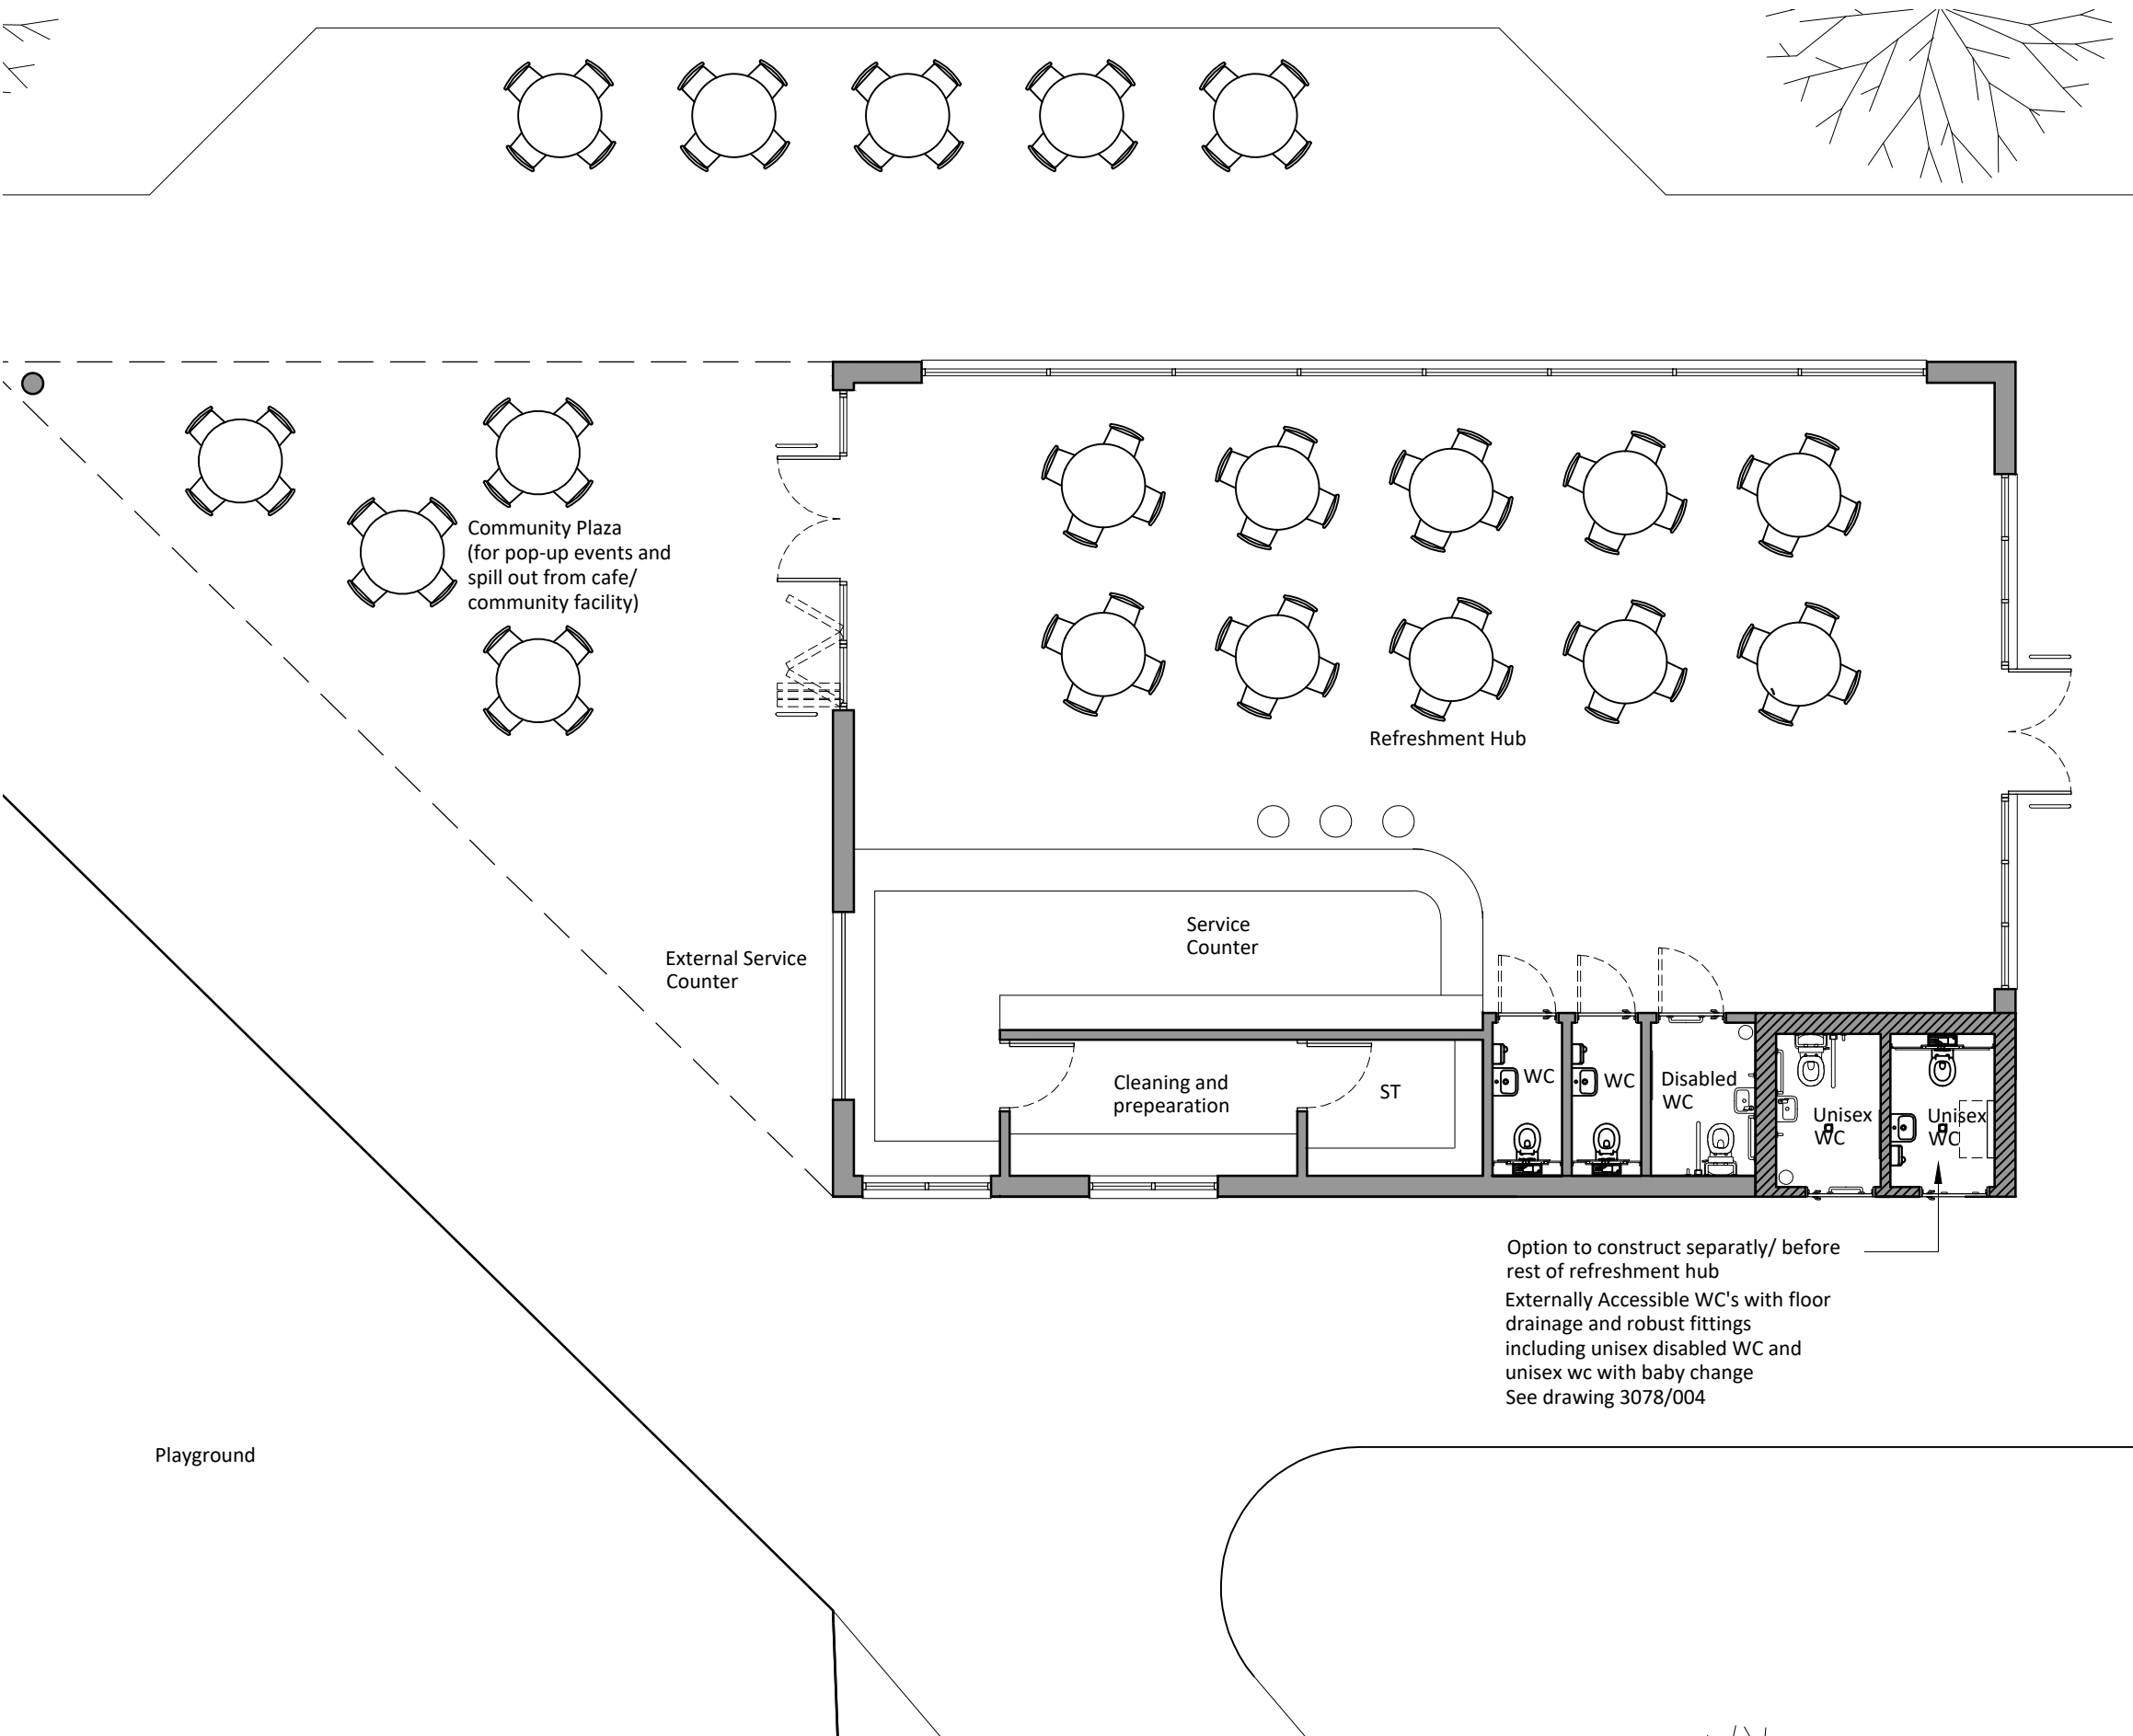 Community Plaza
(for pop-up events and
spill out from cafe/
community facility)
Refreshment Hub
Service
Counter
External Service
Counter
Cleaning and
prepearation
ST
WC
WC
Disabled
WC
Unisex
WC
Unisex
WC
Option to construct separatly/ before
rest of refreshment hub
Externally Accessible WC's with floor
drainage and robust fittings
including unisex disabled WC and
unisex wc with baby change
See drawing 3078/004
Playground